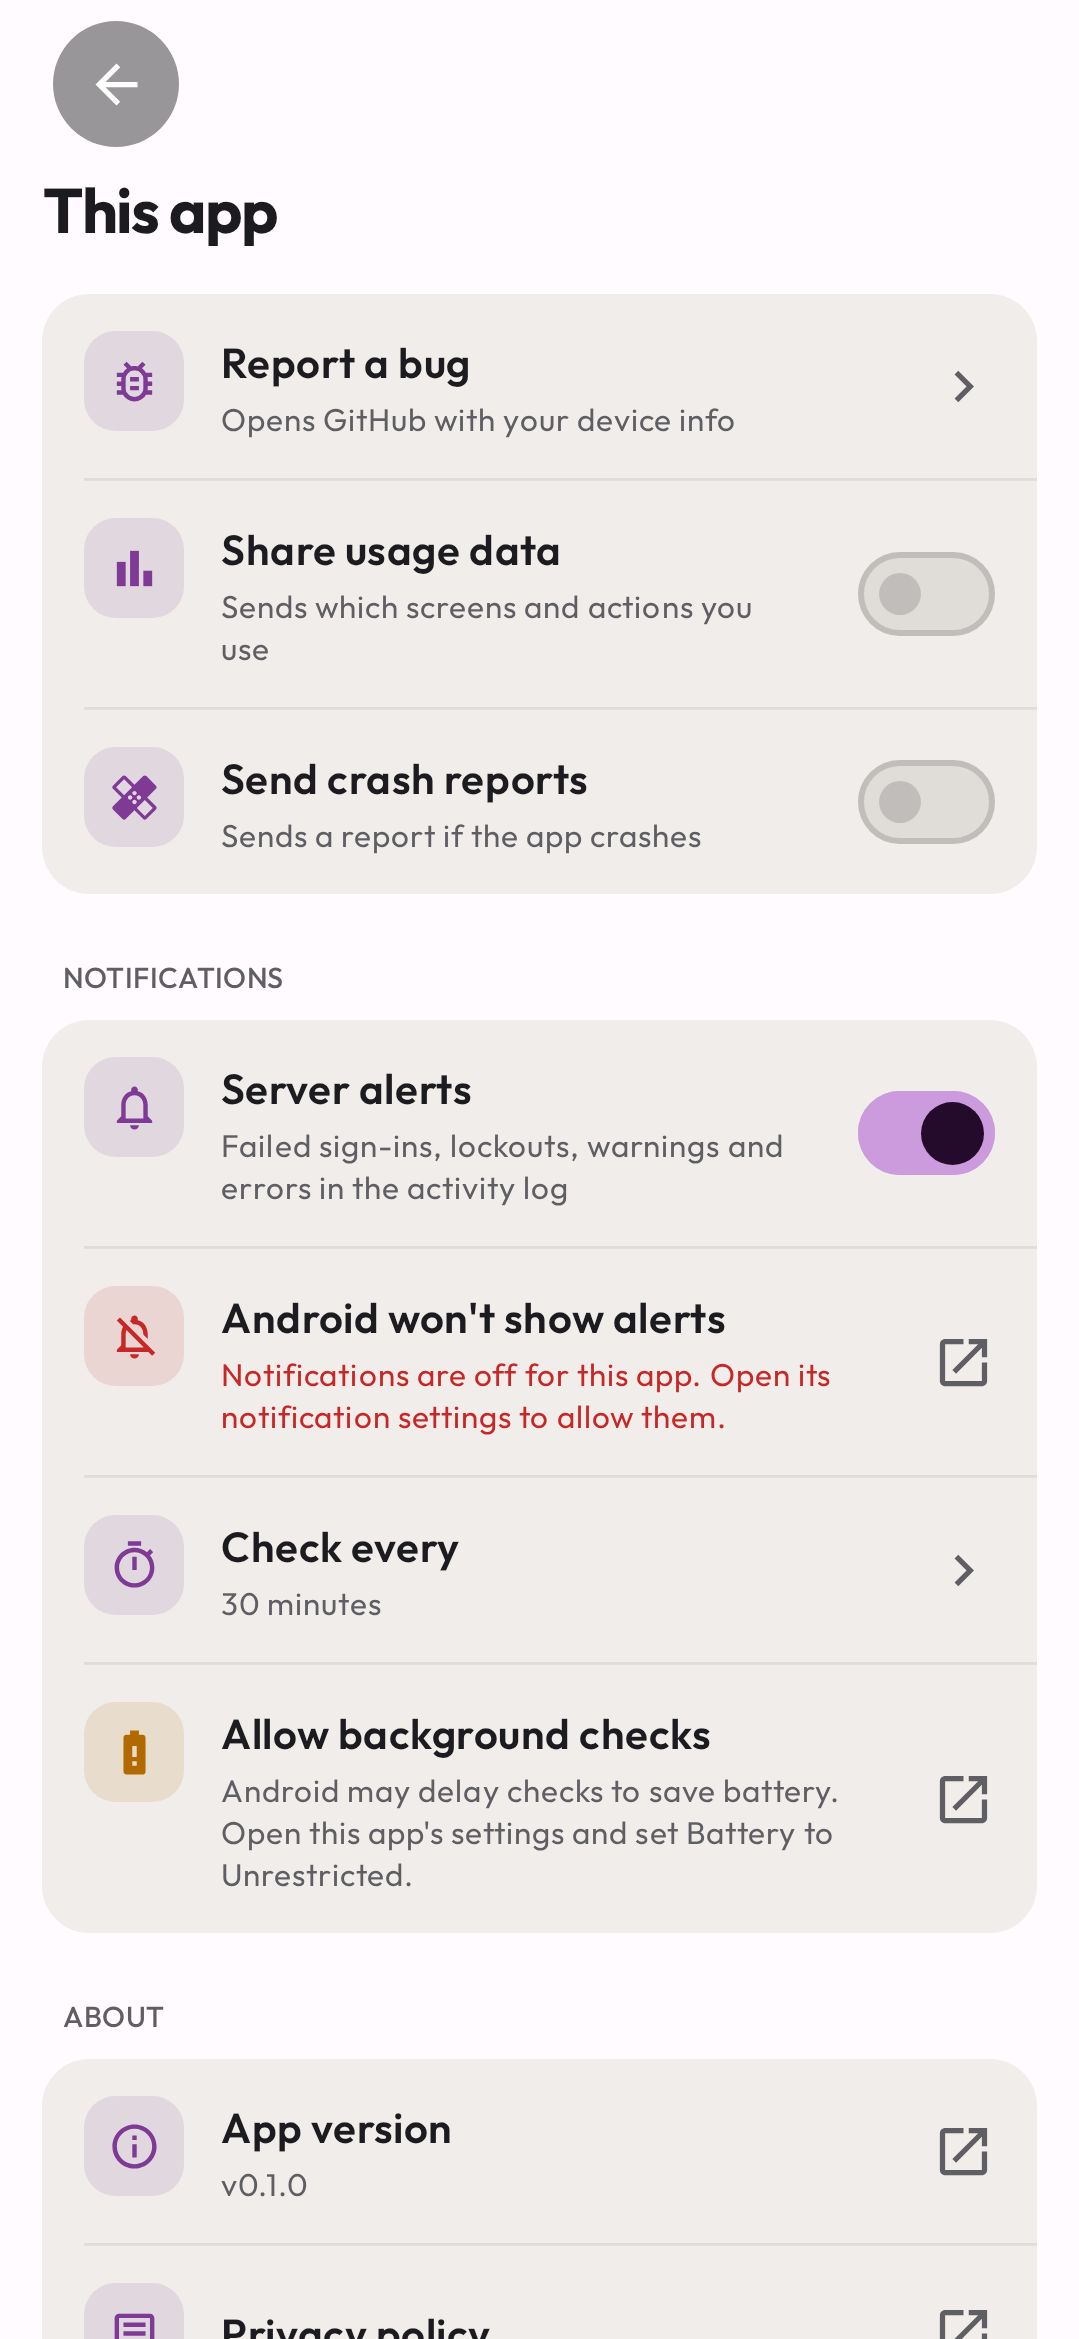 This app
Report a bug
Opens GitHub with your device info
Share usage data
Sends which screens and actions you
use
Send crash reports
Sends a report if the app crashes
NOTIFICATIONS
Server alerts
Failed sign-ins, lockouts, warnings and
errors in the activity log
Android won't show alerts
Notifications are off for this app. Open its
notification settings to allow them.
Check every
30 minutes
Allow background checks
Android may delay checks to save battery.
Open this app's settings and set Battery to
Unrestricted.
ABOUT
App version
v0.1.0
Privacy policy